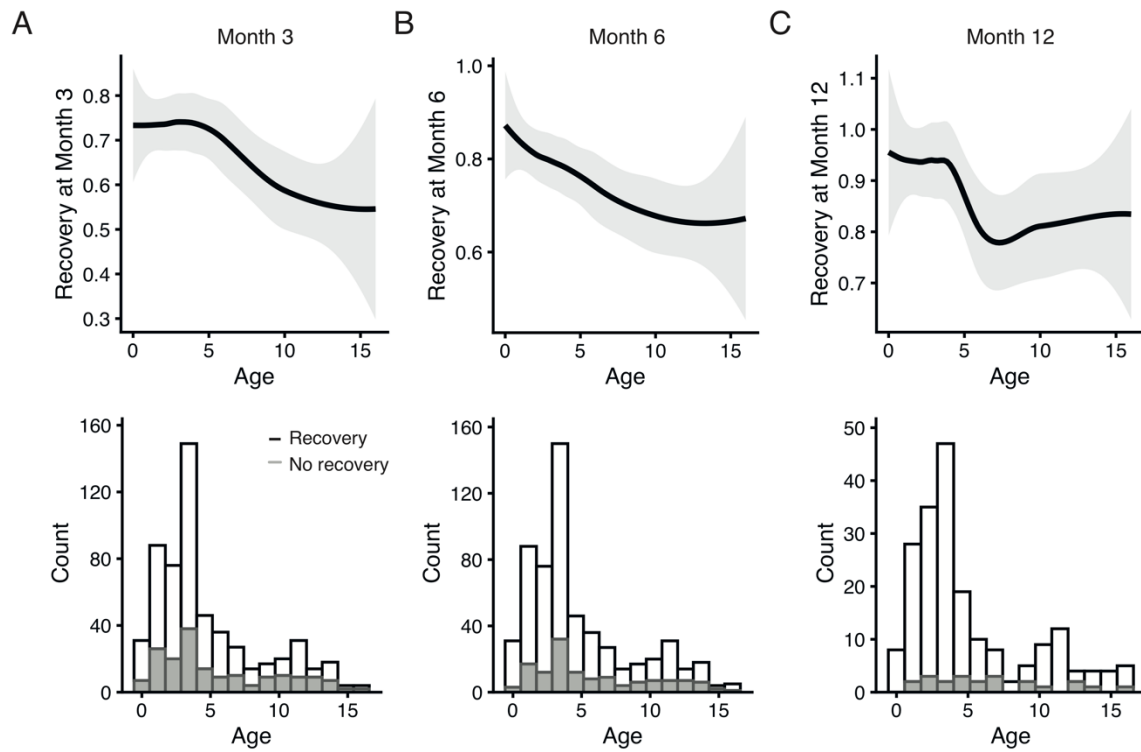 A
Month 3
Recovery at Month 3
0.8
0.7
0.6
0.5
0.4
0.3
0
5
10
15
Age
B
Month 6
Recovery at Month 6
1.0
0.8
0.6
0
5
10
15
Age
C
Month 12
Recovery at Month 12
1.1
1.0
0.9
0.8
0.7
0
5
10
15
Age
Count
160
120
80
40
0
Recovery
No recovery
0
5
10
15
Age
Count
160
120
80
40
0
0
5
10
15
Age
Count
50
40
30
20
10
0
0
5
10
15
Age